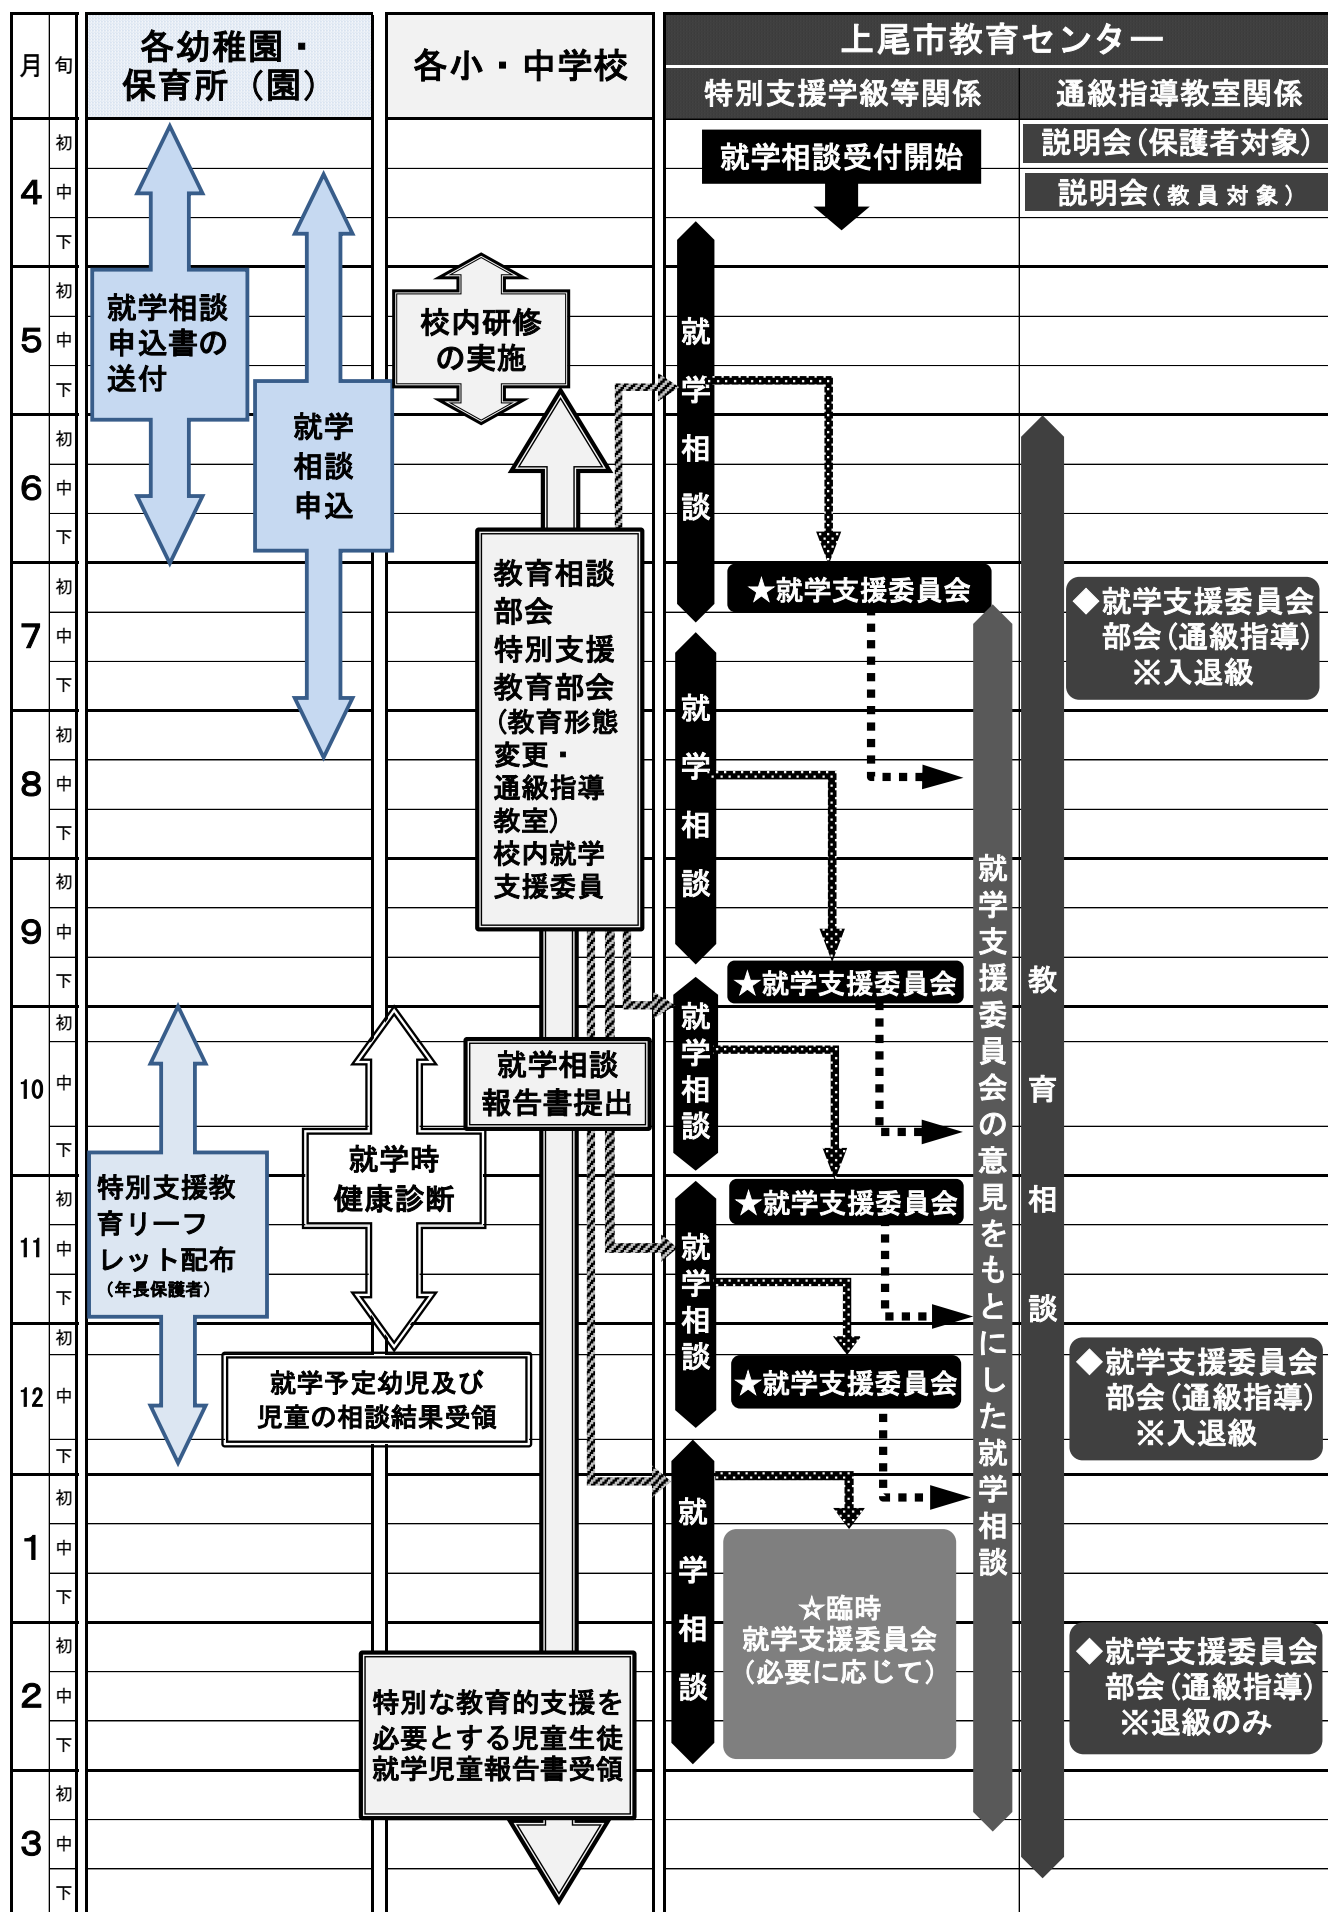 月
旬
各幼稚園・
保育所（園）
各小・中学校
上尾市教育センター
特別支援学級等関係
通級指導教室関係
4
初
中
下
5
初
中
下
6
初
中
下
7
初
中
下
8
初
中
下
9
初
中
下
10
初
中
下
11
初
中
下
12
初
中
下
1
初
中
下
2
初
中
下
3
初
中
下
就学相談
申込書の
送付
就学
相談
申込
特別支援教
育リーフ
レット配布
（年長保護者）
就学時
健康診断
就学予定幼児及び
児童の相談結果受領
校内研修
の実施
教育相談
部会
特別支援
教育部会
（教育形態
変更・
通級指導
教室）
校内就学
支援委員
就学相談
報告書提出
特別な教育的支援を
必要とする児童生徒
就学児童報告書受領
就学相談受付開始
就学相談
★就学支援委員会
就学相談
★就学支援委員会
就学相談
★就学支援委員会
就学相談
★就学支援委員会
就学相談
☆臨時
就学支援委員会
（必要に応じて）
就学支援委員会の意見をもとにした就学相談
説明会（保護者対象）
説明会（教員対象）
教育相談
◆就学支援委員会
部会（通級指導）
※入退級
◆就学支援委員会
部会（通級指導）
※入退級
◆就学支援委員会
部会（通級指導）
※退級のみ